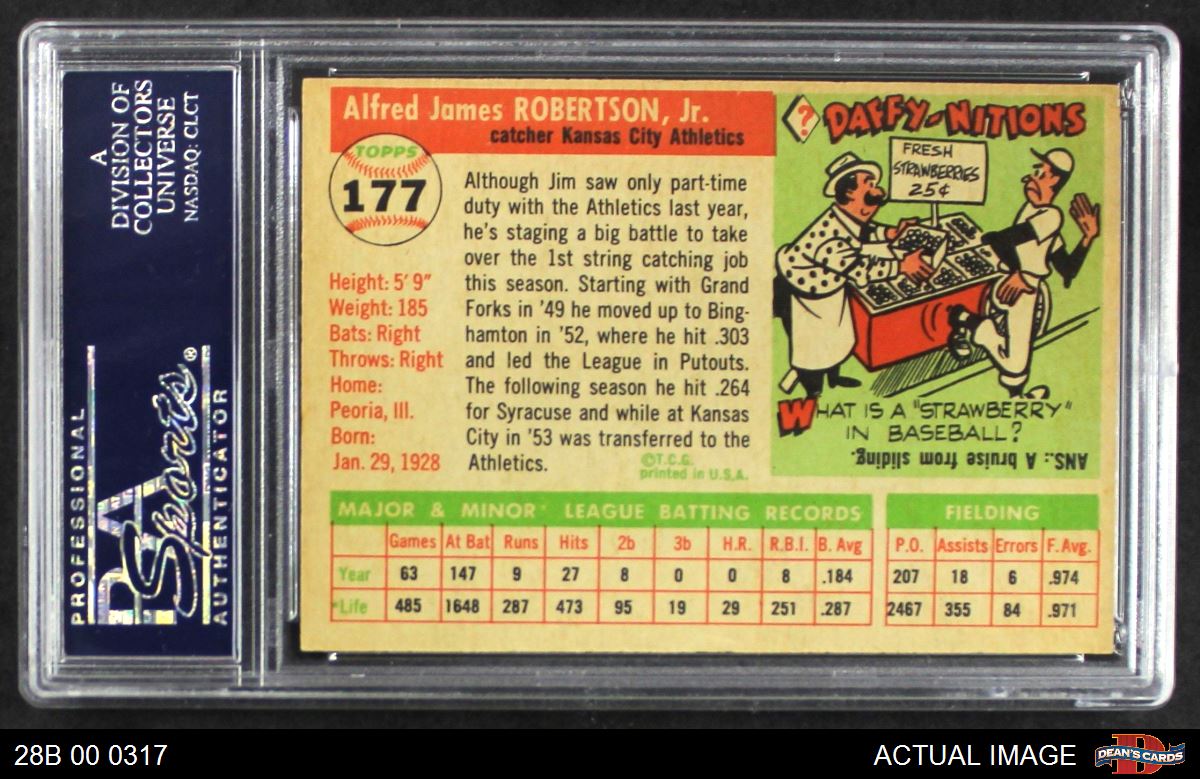 A
DIVISION OF
COLLECTORS
UNIVERSE
NASDAQ: CLCT
PROFESSIONAL
PSA
Sports®
AUTHENTICATOR
Alfred James ROBERTSON, Jr.
catcher Kansas City Athletics
TOPPS
177
Although Jim saw only part-time
duty with the Athletics last year,
he's staging a big battle to take
over the 1st string catching job
this season. Starting with Grand
Forks in '49 he moved up to Bing-
hamton in '52, where he hit .303
and led the League in Putouts.
The following season he hit .264
for Syracuse and while at Kansas
City in '53 was transferred to the
Athletics.
©T.C.G.
printed in U.S.A.
Height: 5' 9"
Weight: 185
Bats: Right
Throws: Right
Home:
Peoria, Ill.
Born:
Jan. 29, 1928
? DAFFY-NITIONS
FRESH
STRAWBERRIES
25¢
WHAT IS A "STRAWBERRY"
IN BASEBALL?
ANS.: A bruise from sliding.
MAJOR & MINOR* LEAGUE BATTING RECORDS
Games At Bat Runs Hits 2b 3b H.R. R.B.I. B. Avg
Year 63 147 9 27 8 0 0 8 .184
*Life 485 1648 287 473 95 19 29 251 .287
FIELDING
P.O. Assists Errors F. Avg.
207 18 6 .974
2467 355 84 .971
28B 00 0317
ACTUAL IMAGE
D
DEAN'S CARDS